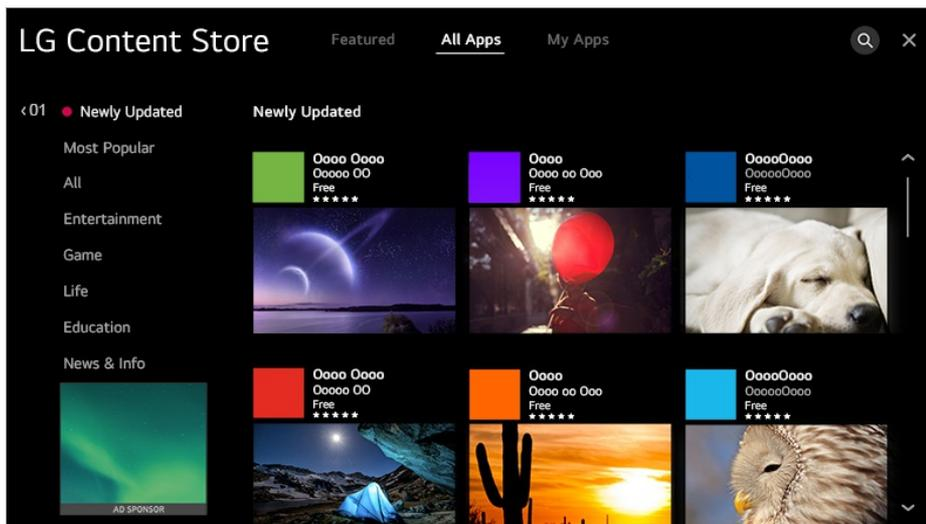 LG Content Store
Featured
All Apps
My Apps
‹ 01
Newly Updated
Most Popular
All
Entertainment
Game
Life
Education
News & Info
AD SPONSOR
Newly Updated
Oooo Oooo
Ooooo OO
Free
★★★★★
Oooo
Oooo oo Ooo
Free
★★★★★
OoooOooo
OooooOooo
Free
★★★★★
Oooo Oooo
Ooooo OO
Free
★★★★★
Oooo
Oooo oo Ooo
Free
★★★★★
OoooOooo
OooooOooo
Free
★★★★★